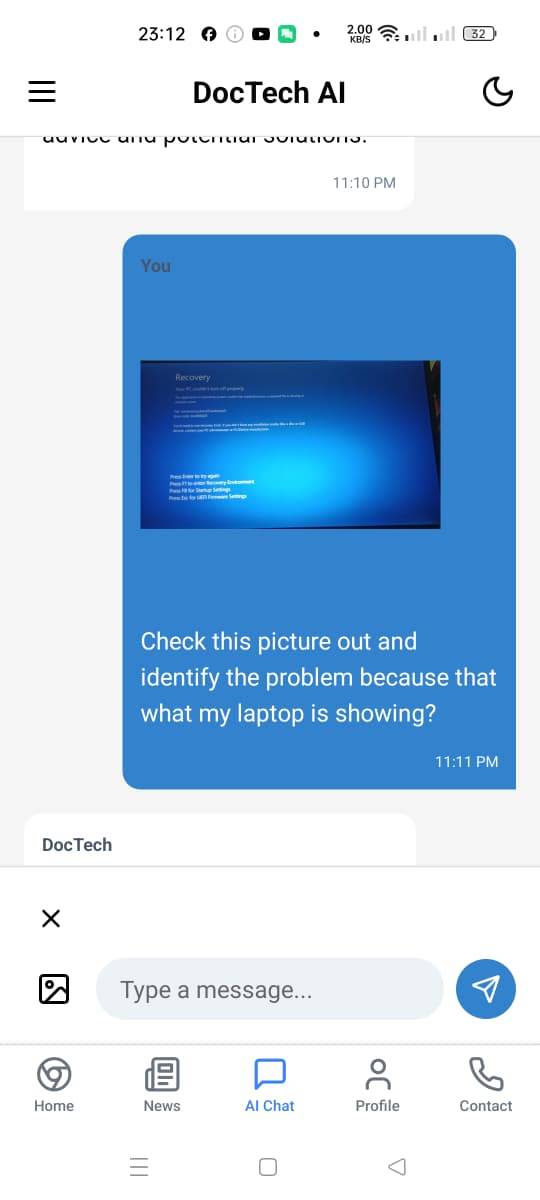 23:12
2.00
KB/S
32
DocTech AI
advice and potential solutions.
11:10 PM
You
Recovery
Your PC couldn't turn off properly
Press Enter to try again
Press F1 to enter Recovery Environment
Press F8 for Startup Settings
Press Esc for UEFI Firmware Settings
Check this picture out and
identify the problem because that
what my laptop is showing?
11:11 PM
DocTech
Type a message...
Home
News
AI Chat
Profile
Contact